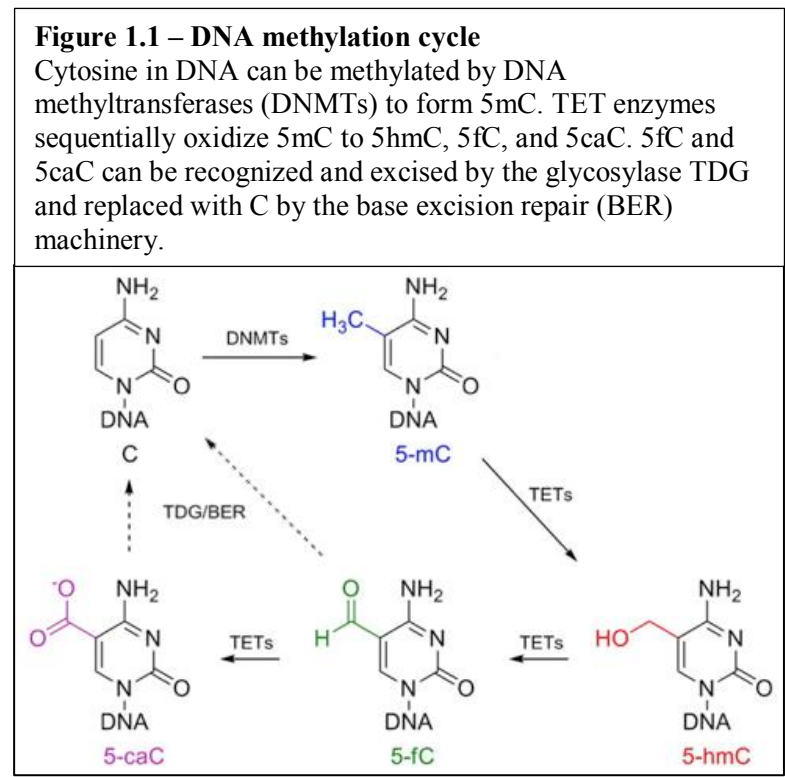 Figure 1.1 – DNA methylation cycle
Cytosine in DNA can be methylated by DNA
methyltransferases (DNMTs) to form 5mC. TET enzymes
sequentially oxidize 5mC to 5hmC, 5fC, and 5caC. 5fC and
5caC can be recognized and excised by the glycosylase TDG
and replaced with C by the base excision repair (BER)
machinery.
NH2
N
N
O
DNA
C
DNMTs
NH2
H3C
N
N
O
DNA
5-mC
TETs
TDG/BER
-O
O
NH2
N
N
O
DNA
5-caC
TETs
O
H
NH2
N
N
O
DNA
5-fC
TETs
HO
NH2
N
N
O
DNA
5-hmC